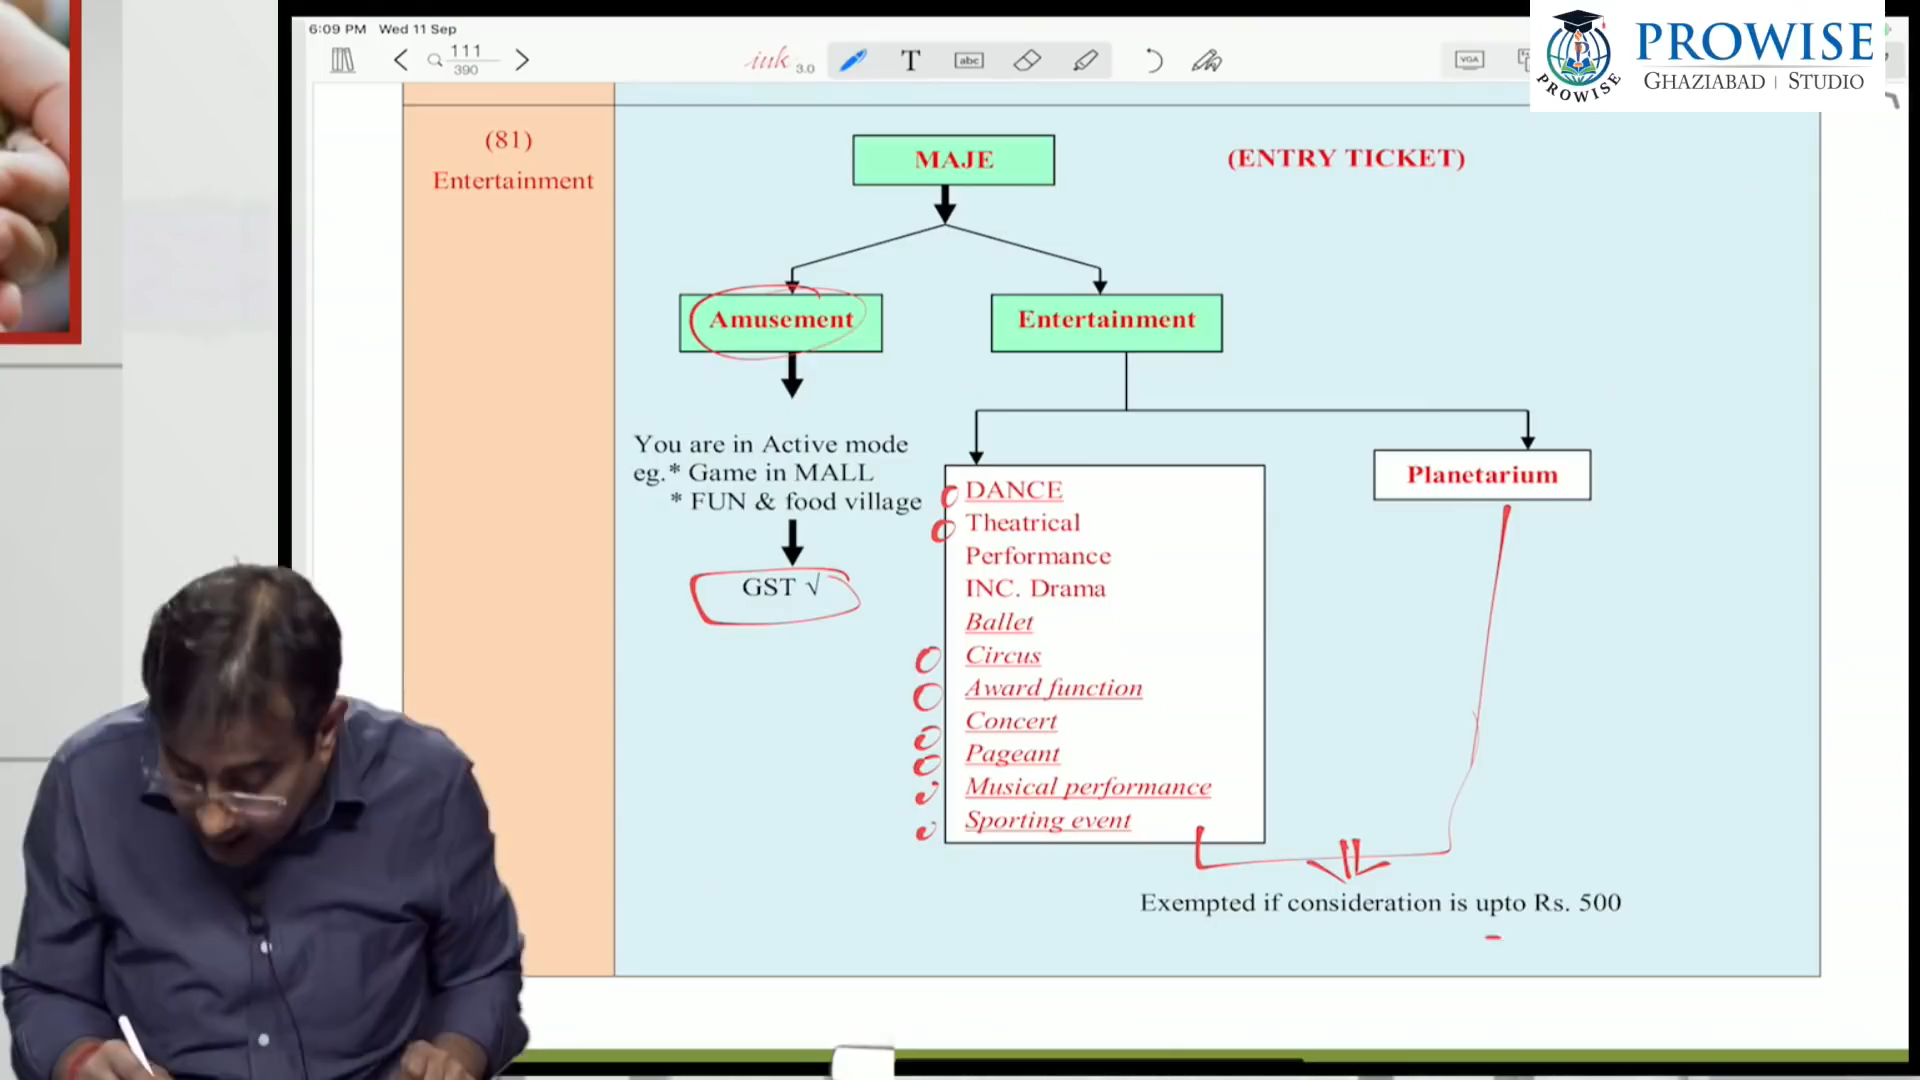 6:09 PM Wed 11 Sep
111
390
ink 3.0
T
abc
VGA
PROWISE
GHAZIABAD | STUDIO
PROWISE
(81)
Entertainment
MAJE
(ENTRY TICKET)
Amusement
Entertainment
You are in Active mode
eg.* Game in MALL
* FUN & food village
GST √
DANCE
Theatrical
Performance
INC. Drama
Ballet
Circus
Award function
Concert
Pageant
Musical performance
Sporting event
Planetarium
Exempted if consideration is upto Rs. 500